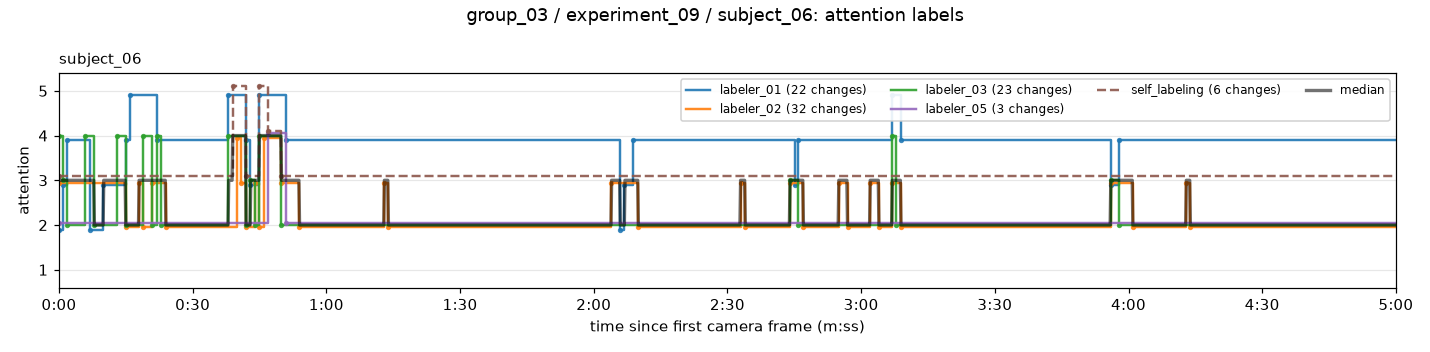 group_03 / experiment_09 / subject_06: attention labels
subject_06
labeler_01 (22 changes)
labeler_02 (32 changes)
labeler_03 (23 changes)
labeler_05 (3 changes)
self_labeling (6 changes)
median
attention
5
4
3
2
1
0:00 0:30 1:00 1:30 2:00 2:30 3:00 3:30 4:00 4:30 5:00
time since first camera frame (m:ss)